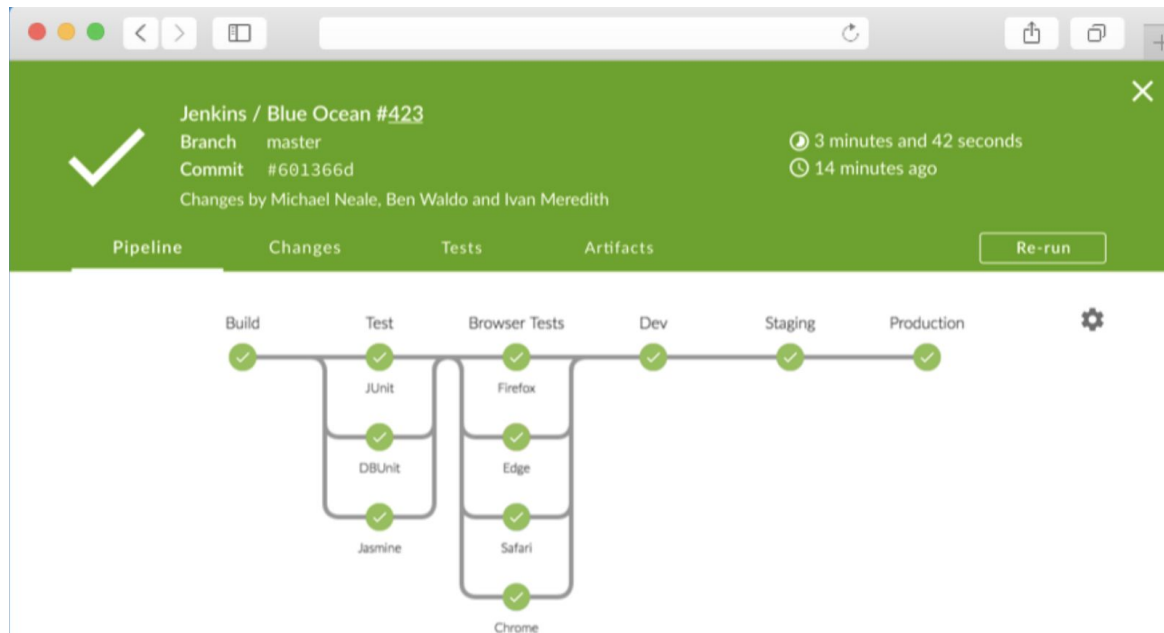 Jenkins / Blue Ocean #423
Branch master
Commit #601366d
Changes by Michael Neale, Ben Waldo and Ivan Meredith
3 minutes and 42 seconds
14 minutes ago
Pipeline Changes Tests Artifacts Re-run
Build Test Browser Tests Dev Staging Production
JUnit Firefox
DBUnit Edge
Jasmine Safari
Chrome